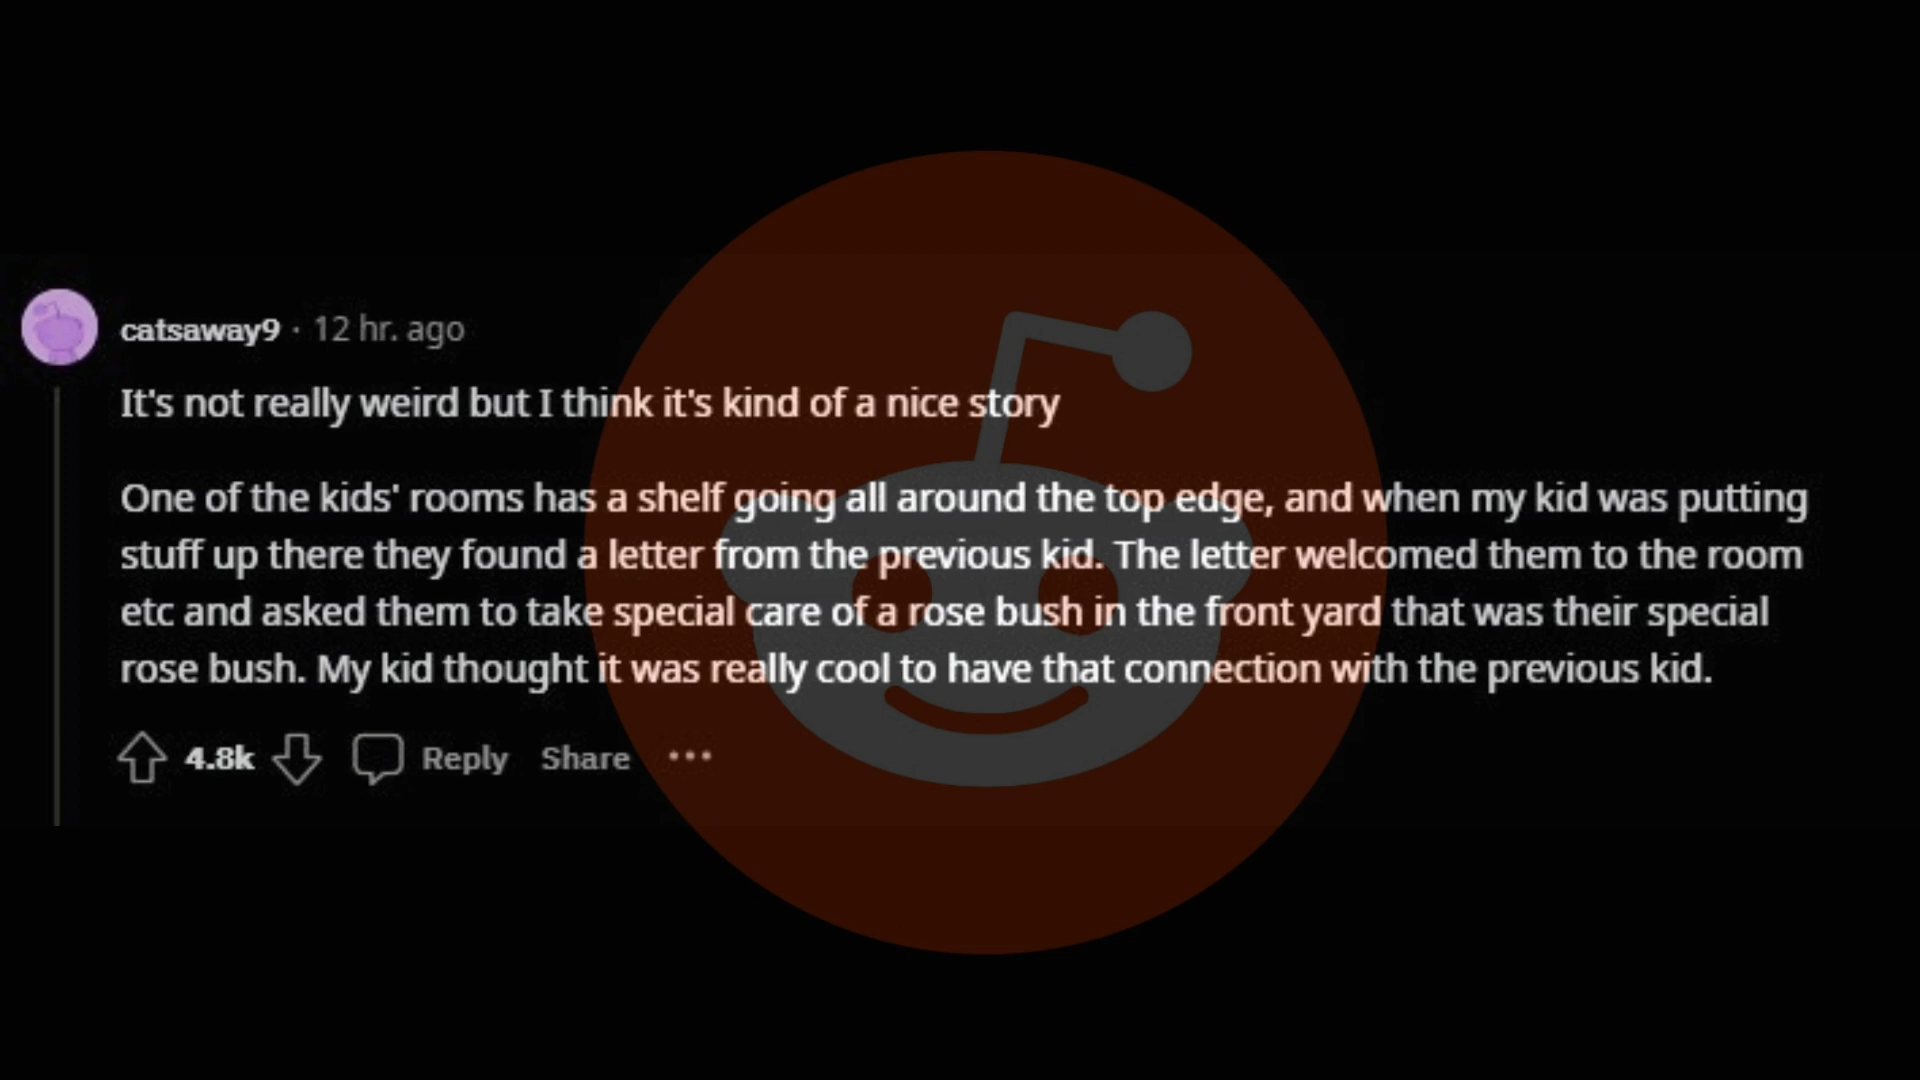 catsaway9 · 12 hr. ago
It's not really weird but I think it's kind of a nice story
One of the kids' rooms has a shelf going all around the top edge, and when my kid was putting
stuff up there they found a letter from the previous kid. The letter welcomed them to the room
etc and asked them to take special care of a rose bush in the front yard that was their special
rose bush. My kid thought it was really cool to have that connection with the previous kid.
4.8k Reply Share ···